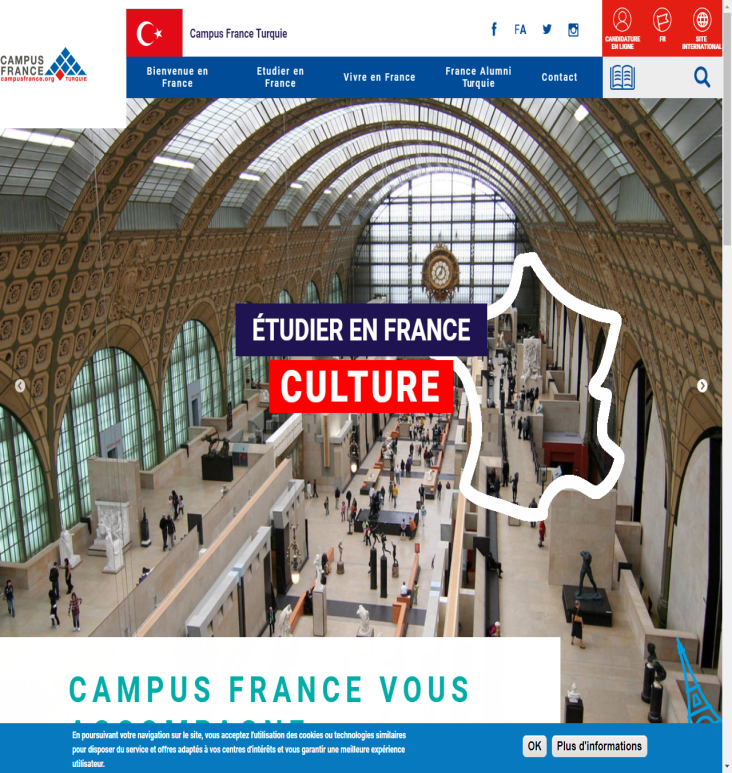 Campus France Turquie
FA
CANDIDATURE
EN LIGNE
FR
SITE
INTERNATIONAL
CAMPUS
FRANCE
campusfrance.org
TURQUIE
Bienvenue en
France
Etudier en
France
Vivre en France
France Alumni
Turquie
Contact
ÉTUDIER EN FRANCE
CULTURE
CAMPUS FRANCE VOUS
ACCOMPAGNE
En poursuivant votre navigation sur le site, vous acceptez l'utilisation des cookies ou technologies similaires
pour disposer du service et offres adaptés à vos centres d'intérêts et vous garantir une meilleure expérience
utilisateur.
OK
Plus d'informations